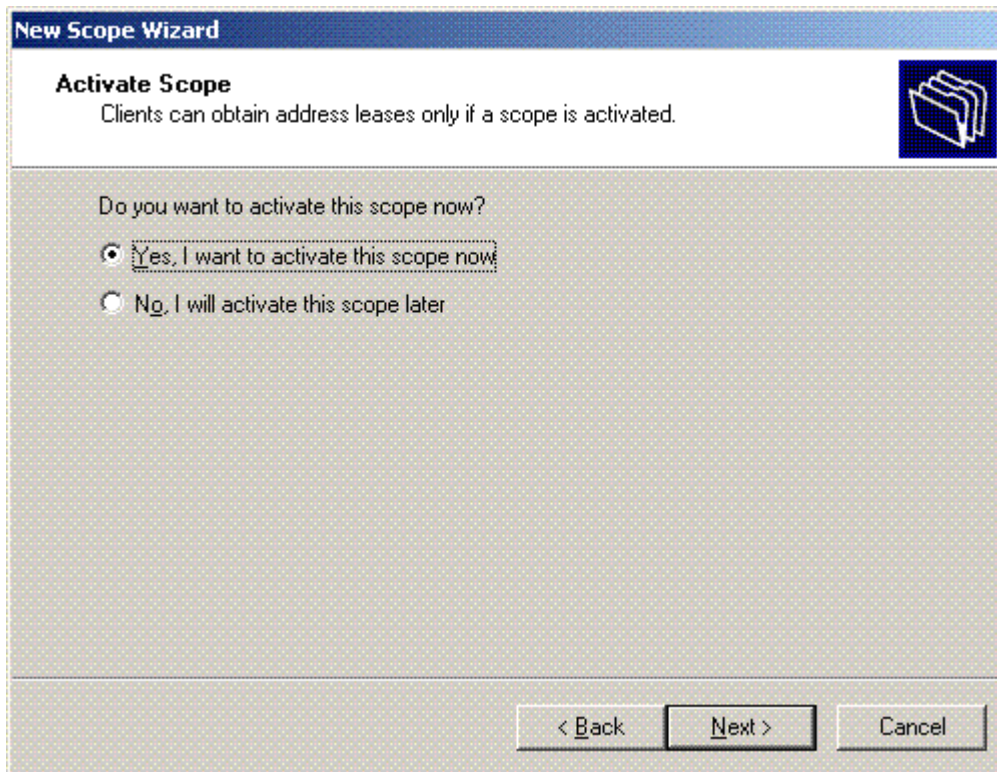 New Scope Wizard
Activate Scope
Clients can obtain address leases only if a scope is activated.
Do you want to activate this scope now?
Yes, I want to activate this scope now
No, I will activate this scope later
< Back
Next >
Cancel